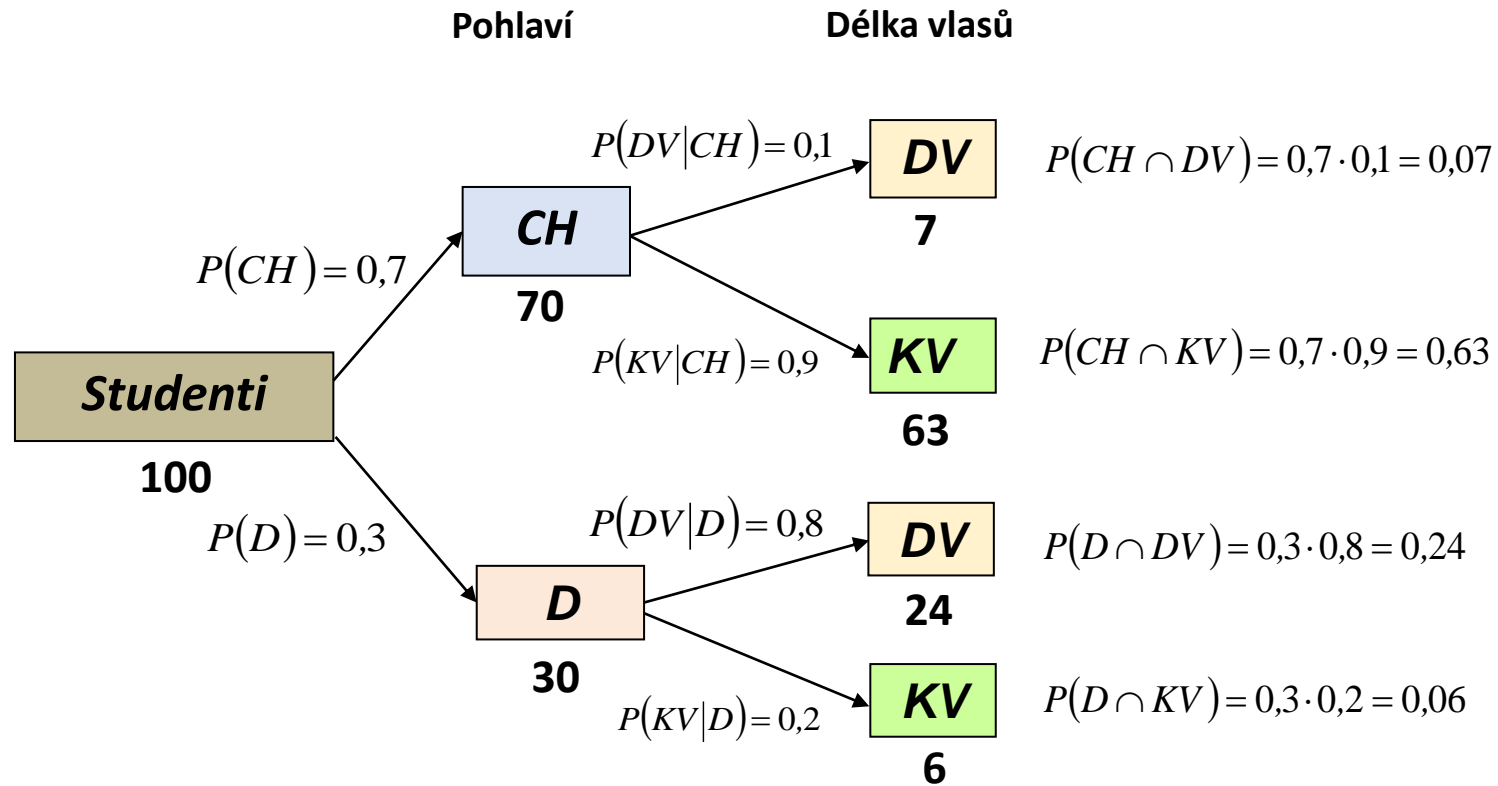 Pohlaví Délka vlasů
P(DV|CH) = 0,1 DV P(CH ∩ DV) = 0,7 · 0,1 = 0,07
7
CH
P(CH) = 0,7
70
P(KV|CH) = 0,9 KV P(CH ∩ KV) = 0,7 · 0,9 = 0,63
63
Studenti
100
P(D) = 0,3
P(DV|D) = 0,8 DV P(D ∩ DV) = 0,3 · 0,8 = 0,24
24
D
30
P(KV|D) = 0,2 KV P(D ∩ KV) = 0,3 · 0,2 = 0,06
6